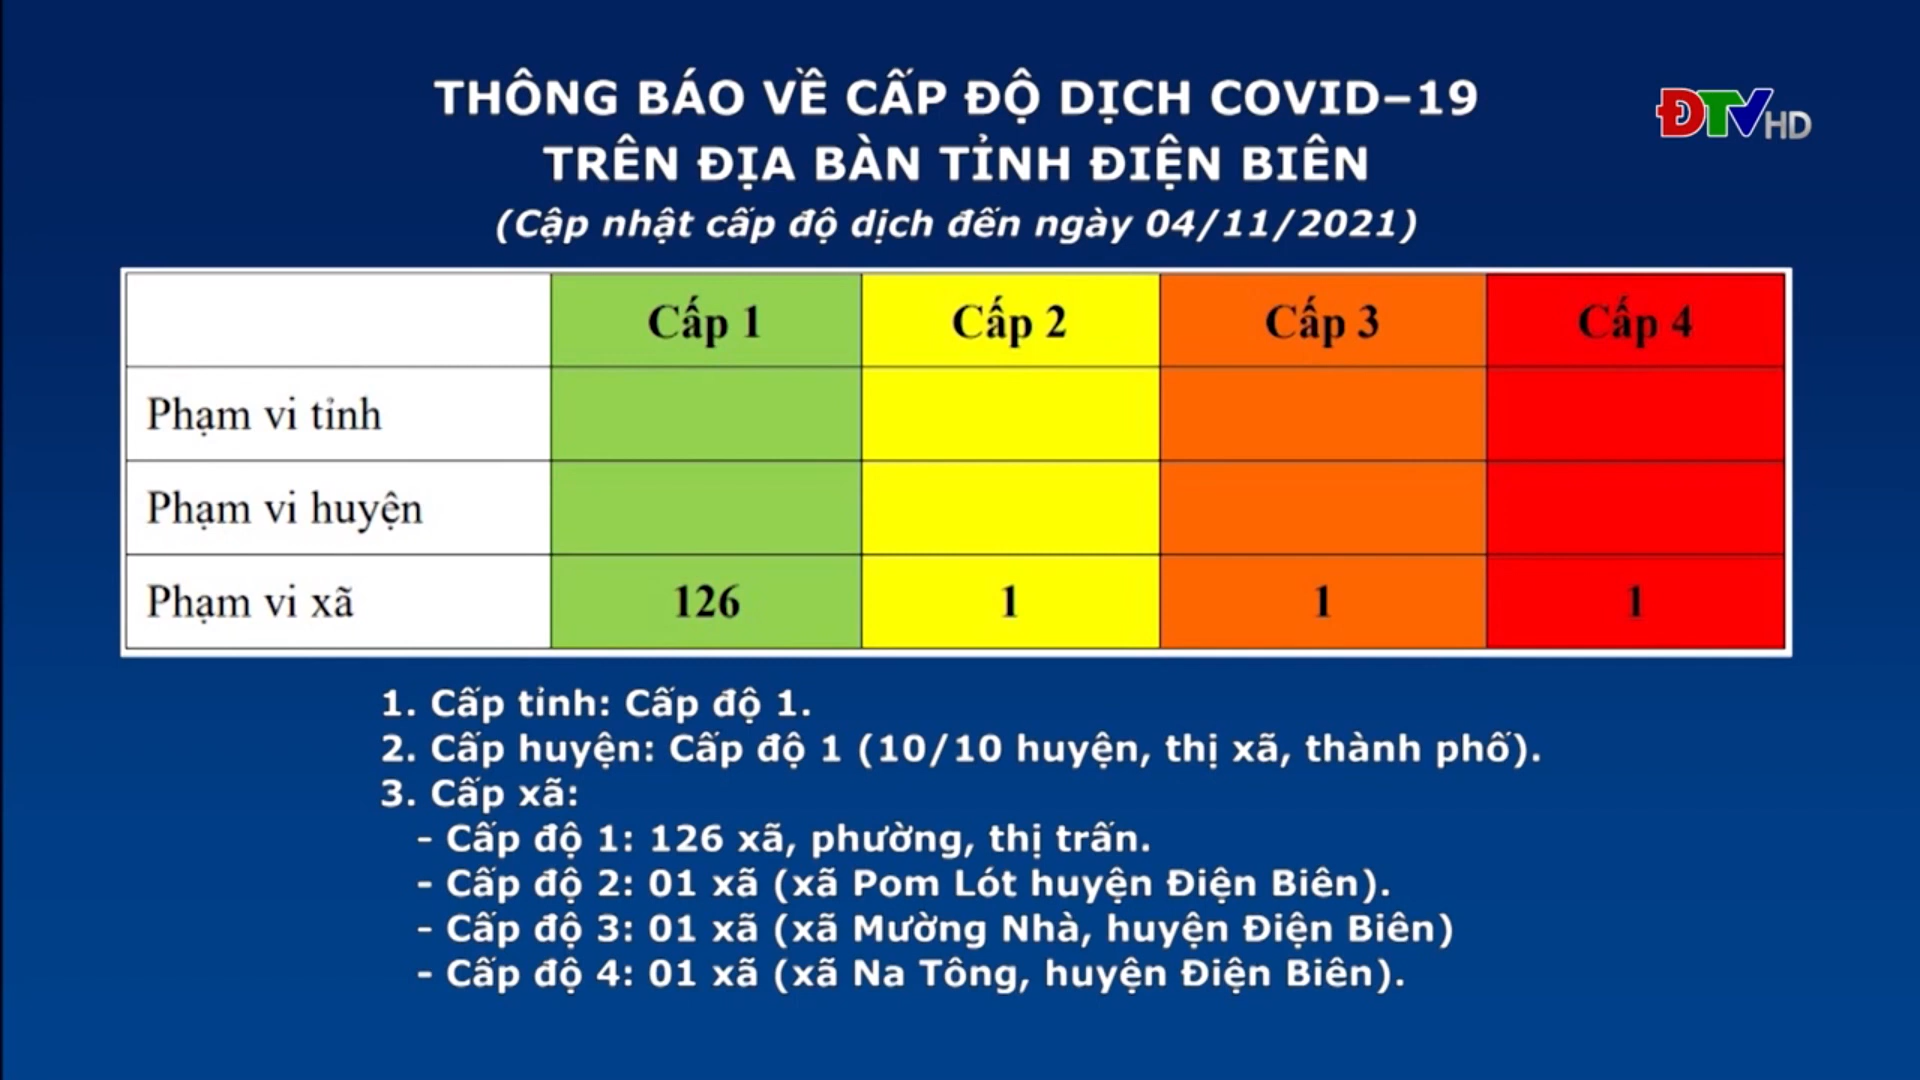 THÔNG BÁO VỀ CẤP ĐỘ DỊCH COVID–19
ĐTV HD
TRÊN ĐỊA BÀN TỈNH ĐIỆN BIÊN
(Cập nhật cấp độ dịch đến ngày 04/11/2021)
Cấp 1 Cấp 2 Cấp 3 Cấp 4
Phạm vi tỉnh
Phạm vi huyện
Phạm vi xã 126 1 1 1
1. Cấp tỉnh: Cấp độ 1.
2. Cấp huyện: Cấp độ 1 (10/10 huyện, thị xã, thành phố).
3. Cấp xã:
- Cấp độ 1: 126 xã, phường, thị trấn.
- Cấp độ 2: 01 xã (xã Pom Lót huyện Điện Biên).
- Cấp độ 3: 01 xã (xã Mường Nhà, huyện Điện Biên)
- Cấp độ 4: 01 xã (xã Na Tông, huyện Điện Biên).